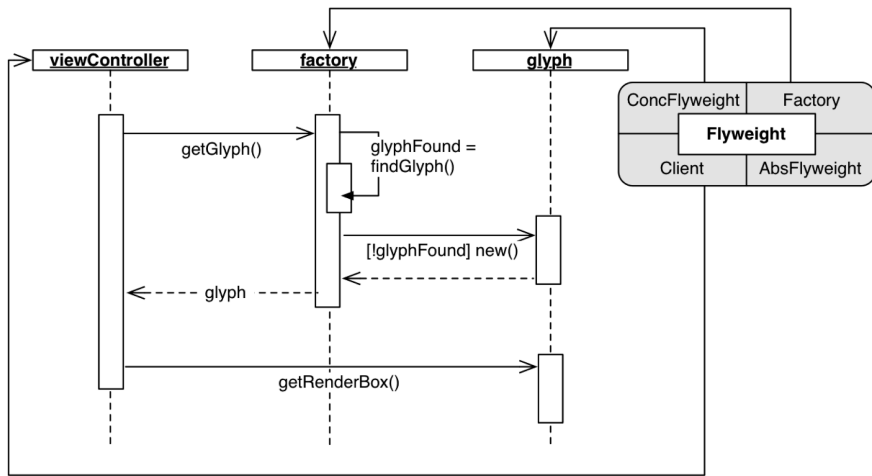 viewController
factory
glyph
ConcFlyweight
Factory
Flyweight
Client
AbsFlyweight
getGlyph()
glyphFound =
findGlyph()
[!glyphFound] new()
glyph
getRenderBox()